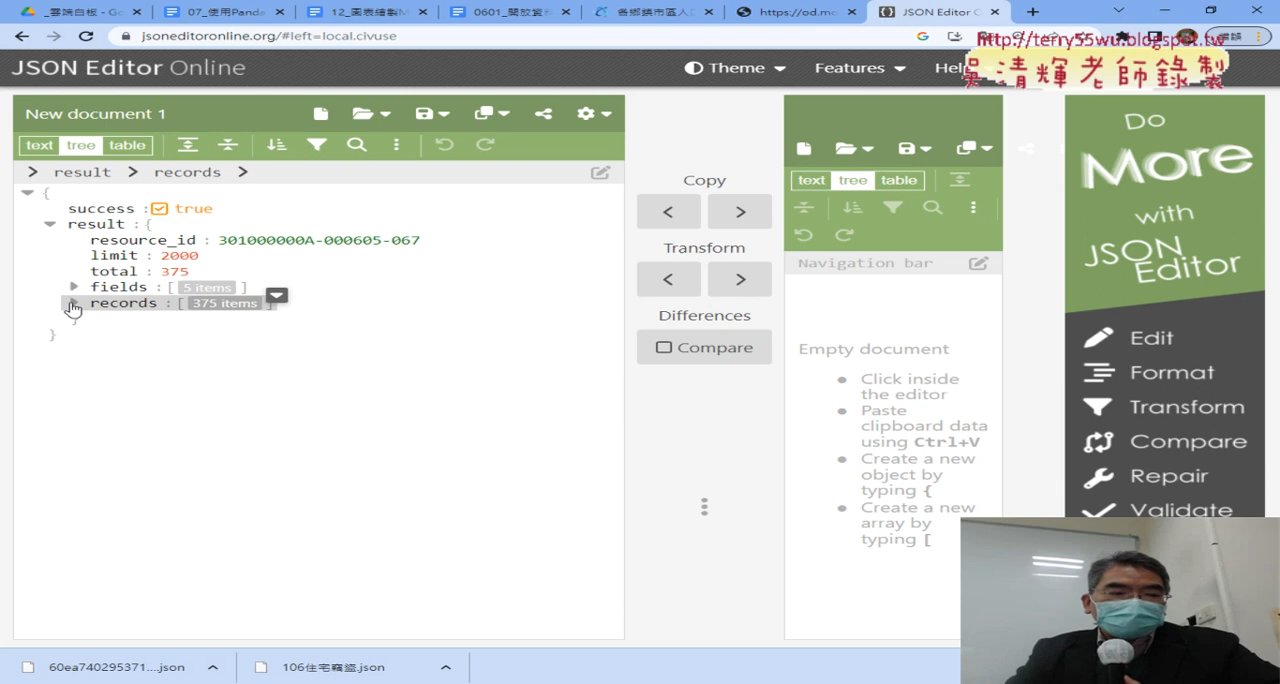 _雲端白板 - Go
07_使用Panda
12_圖表繪製M
0601_開放資料
各鄉鎮市區人口
https://od.mo
JSON Editor O
jsoneditoronline.org/#left=local.civuse
http://terry55wu.blogspot.tw
吳清輝老師錄製
JSON Editor Online
Theme
Features
Help
New document 1
text tree table
result > records >
{
success : true
result : {
resource_id : 301000000A-000605-067
limit : 2000
total : 375
fields : [ 5 items ]
records : [ 375 items ]
}
}
Copy
< >
Transform
< >
Differences
Compare
text tree table
Navigation bar
Empty document
Click inside
the editor
Paste
clipboard data
using Ctrl+V
Create a new
object by
typing {
Create a new
array by
typing [
Do
More
with
JSON
Editor
Edit
Format
Transform
Compare
Repair
Validate
60ea740295371....json
106住宅竊盜.json